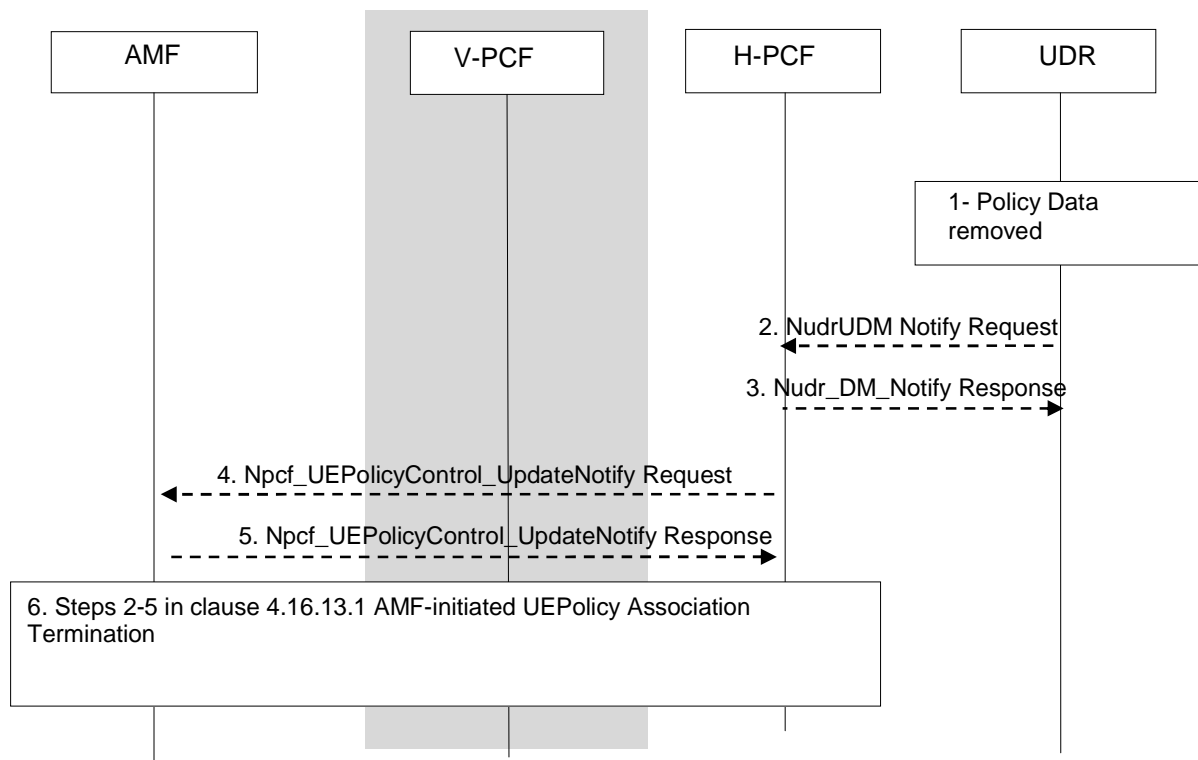 AMF
V-PCF
H-PCF
UDR
1- Policy Data
removed
2. NudrUDM Notify Request
3. Nudr_DM_Notify Response
4. Npcf_UEPolicyControl_UpdateNotify Request
5. Npcf_UEPolicyControl_UpdateNotify Response
6. Steps 2-5 in clause 4.16.13.1 AMF-initiated UEPolicy Association
Termination